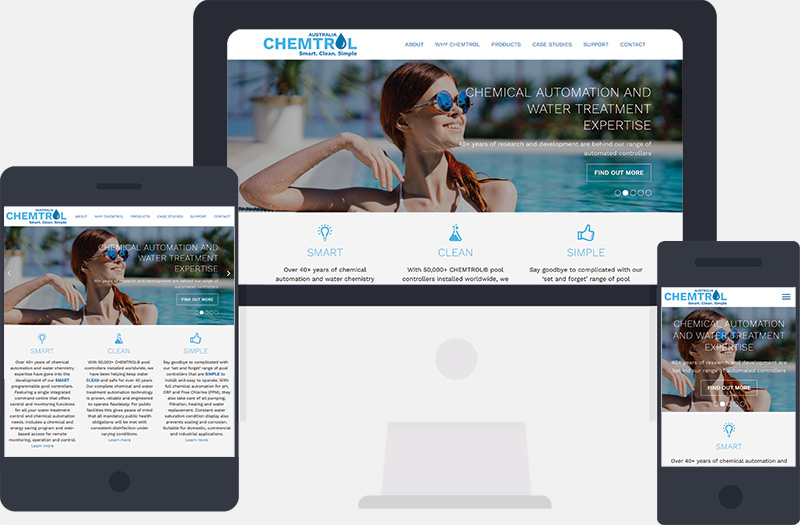 AUSTRALIA
CHEMTROL
Smart. Clean. Simple
ABOUT WHY CHEMTROL PRODUCTS CASE STUDIES SUPPORT CONTACT
CHEMICAL AUTOMATION AND
WATER TREATMENT
EXPERTISE
40+ years of research and development are behind our range of
automated controllers
FIND OUT MORE
SMART CLEAN SIMPLE
Over 40+ years of chemical With 50,000+ CHEMTROL® pool Say goodbye to complicated with our
automation and water chemistry controllers installed worldwide, we 'set and forget' range of pool
AUSTRALIA
CHEMTROL
Smart. Clean. Simple
ABOUT WHY CHEMTROL PRODUCTS CASE STUDIES SUPPORT CONTACT
CHEMICAL AUTOMATION AND
WATER TREATMENT
EXPERTISE
40+ years of research and development are behind our range of
automated controllers
FIND OUT MORE
SMART
Over 40+ years of chemical
automation and water chemistry
expertise have gone into the
development of our SMART
programmable pool controllers.
Featuring a single integrated
command centre that offers
control and monitoring functions
for all your water treatment
control and chemical automation
needs. Includes a chemical and
energy saving program and web-
based access for remote
monitoring, operation and control.
Learn more
CLEAN
With 50,000+ CHEMTROL® pool
controllers installed worldwide,
we have been helping keep water
CLEAN and safe for over 40 years.
Our complete chemical and water
treatment automation technology
is proven, reliable and engineered
to operate flawlessly. For public
facilities this gives peace of mind
that all mandatory public health
obligations will be met with
consistent disinfection under
varying conditions.
Learn more
SIMPLE
Say goodbye to complicated with
our 'set and forget' range of pool
controllers that are SIMPLE to
install and easy to operate. With full
chemical automation for pH,
ORP and Free Chlorine (PPM), they
also take care of all pumping,
filtration, heating and water
replacement. Constant water
saturation condition display also
prevents scaling and corrosion.
Suitable for domestic, commercial
and industrial applications.
Learn more
AUSTRALIA
CHEMTROL
Smart. Clean. Simple
CHEMICAL AUTOMATION
AND WATER TREATMENT
EXPERTISE
40+ years of research and development are
behind our range of automated controllers
FIND OUT MORE
SMART
Over 40+ years of chemical automation and